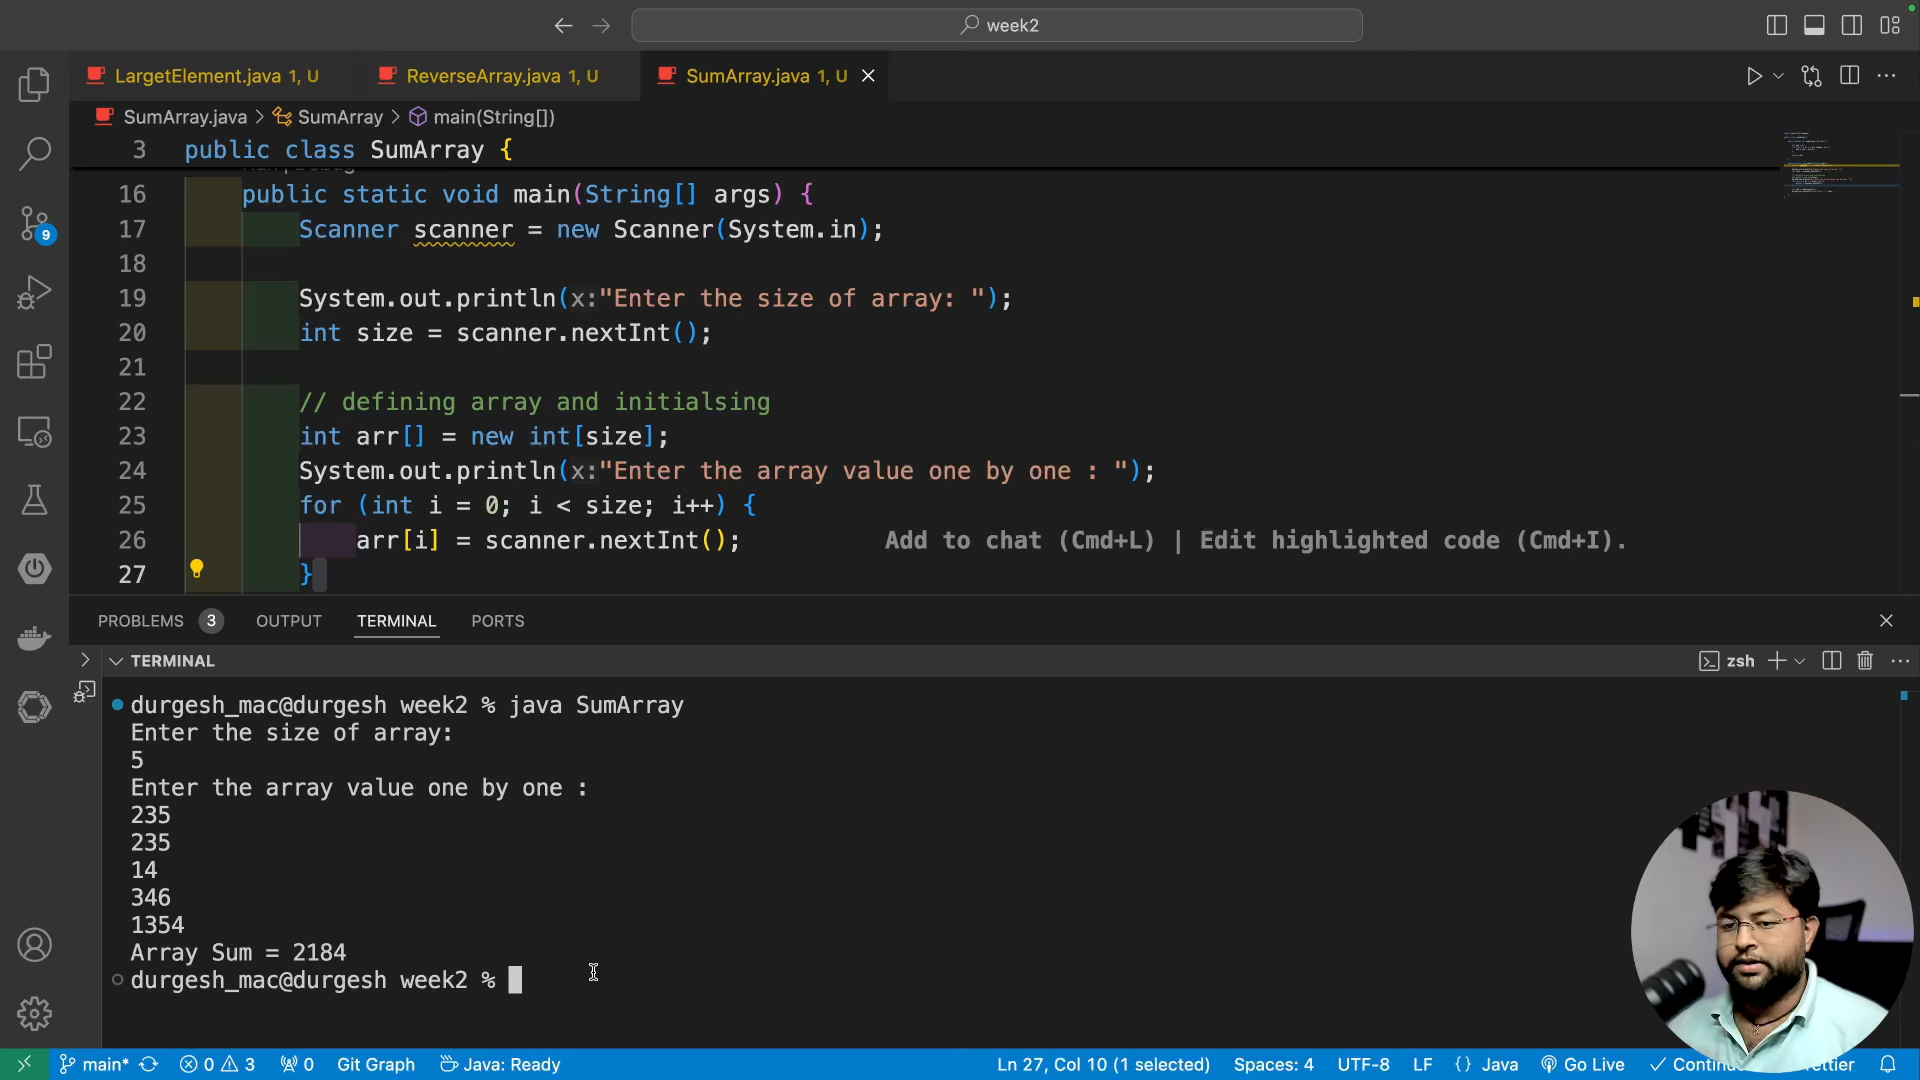 week2
LargetElement.java 1, U
ReverseArray.java 1, U
SumArray.java 1, U
SumArray.java > SumArray > main(String[])
3 public class SumArray {
16 public static void main(String[] args) {
17 Scanner scanner = new Scanner(System.in);
18
19 System.out.println(x:"Enter the size of array: ");
20 int size = scanner.nextInt();
21
22 // defining array and initialsing
23 int arr[] = new int[size];
24 System.out.println(x:"Enter the array value one by one : ");
25 for (int i = 0; i < size; i++) {
26 arr[i] = scanner.nextInt(); Add to chat (Cmd+L) | Edit highlighted code (Cmd+I).
27 }
9
PROBLEMS 3 OUTPUT TERMINAL PORTS
TERMINAL
zsh
durgesh_mac@durgesh week2 % java SumArray
Enter the size of array:
5
Enter the array value one by one :
235
235
14
346
1354
Array Sum = 2184
durgesh_mac@durgesh week2 %
main* 0 3 0 Git Graph Java: Ready Ln 27, Col 10 (1 selected) Spaces: 4 UTF-8 LF {} Java Go Live